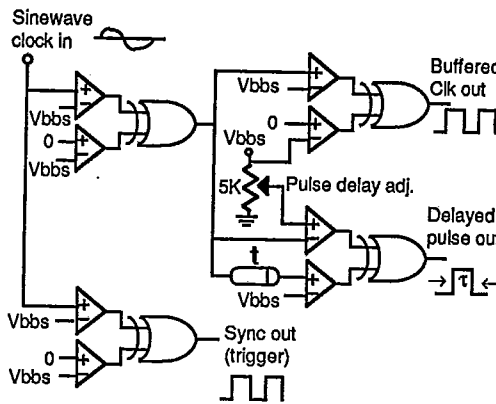 Sinewave
clock in
+
−
Vbbs
0
+
−
Vbbs
+
−
Vbbs
0
+
−
Buffered
Clk out
Vbbs
5K
Pulse delay adj.
+
−
t
+
−
Vbbs
Delayed
pulse out
τ
+
−
Vbbs
0
+
−
Vbbs
Sync out
(trigger)